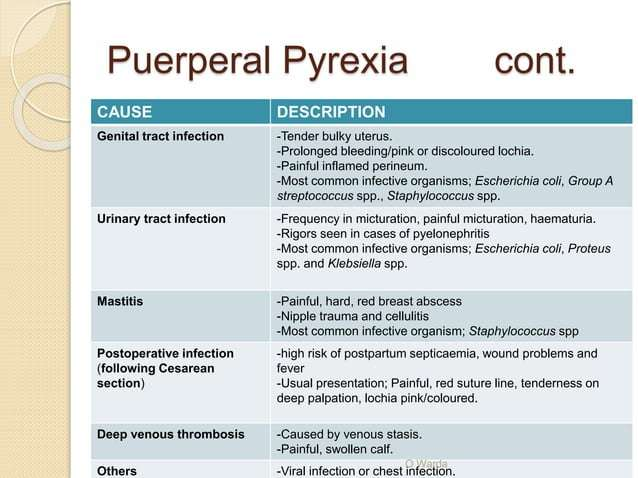 Puerperal Pyrexia cont.
CAUSE DESCRIPTION
Genital tract infection -Tender bulky uterus.
-Prolonged bleeding/pink or discoloured lochia.
-Painful inflamed perineum.
-Most common infective organisms; Escherichia coli, Group A
streptococcus spp., Staphylococcus spp.
Urinary tract infection -Frequency in micturation, painful micturation, haematuria.
-Rigors seen in cases of pyelonephritis
-Most common infective organisms; Escherichia coli, Proteus
spp. and Klebsiella spp.
Mastitis -Painful, hard, red breast abscess
-Nipple trauma and cellulitis
-Most common infective organism; Staphylococcus spp
Postoperative infection
(following Cesarean
section)
-high risk of postpartum septicaemia, wound problems and
fever
-Usual presentation; Painful, red suture line, tenderness on
deep palpation, lochia pink/coloured.
Deep venous thrombosis -Caused by venous stasis.
-Painful, swollen calf.
O Warda
Others -Viral infection or chest infection.